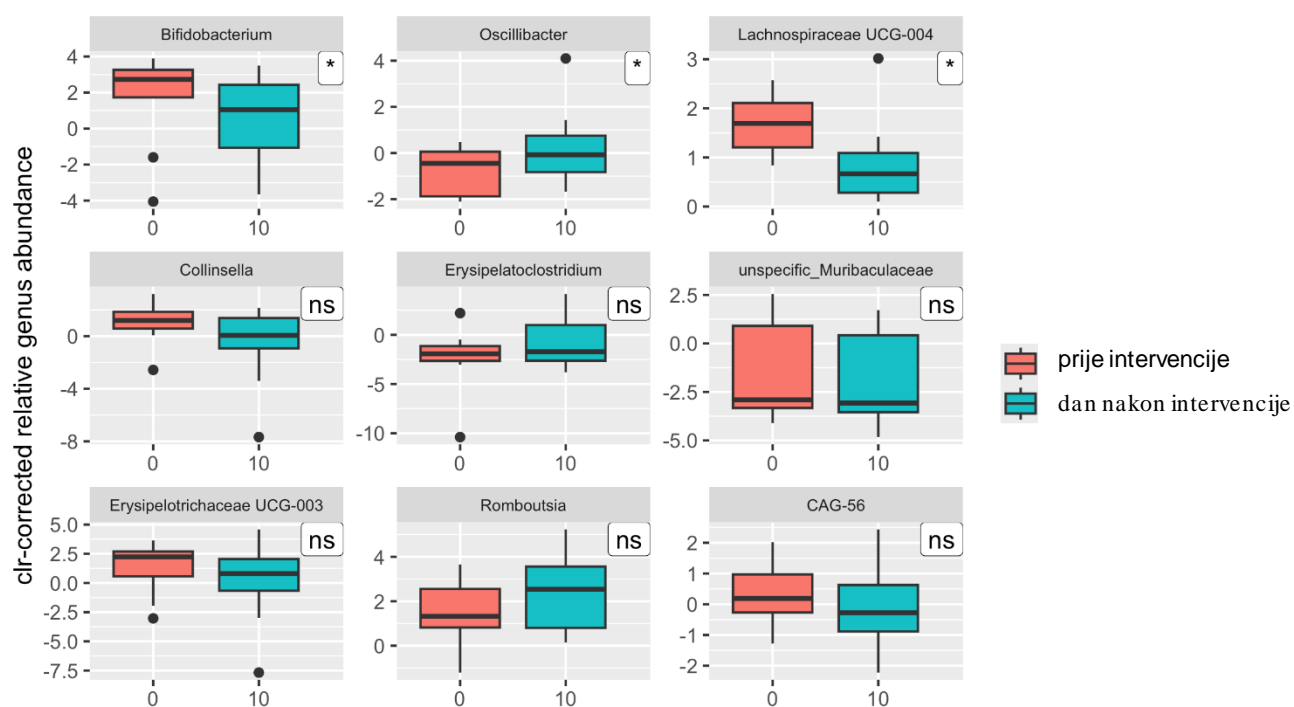 clr-corrected relative genus abundance
Bifidobacterium
*
4
2
0
-2
-4
0 10
Oscillibacter
*
4
2
0
-2
0 10
Lachnospiraceae UCG-004
*
3
2
1
0
0 10
Collinsella
ns
0
-4
-8
0 10
Erysipelatoclostridium
ns
0
-5
-10
0 10
unspecific_Muribaculaceae
ns
2.5
0.0
-2.5
-5.0
0 10
Erysipelotrichaceae UCG-003
ns
5.0
2.5
0.0
-2.5
-5.0
-7.5
0 10
Romboutsia
ns
4
2
0
0 10
CAG-56
ns
2
1
0
-1
-2
0 10
prije intervencije
dan nakon intervencije